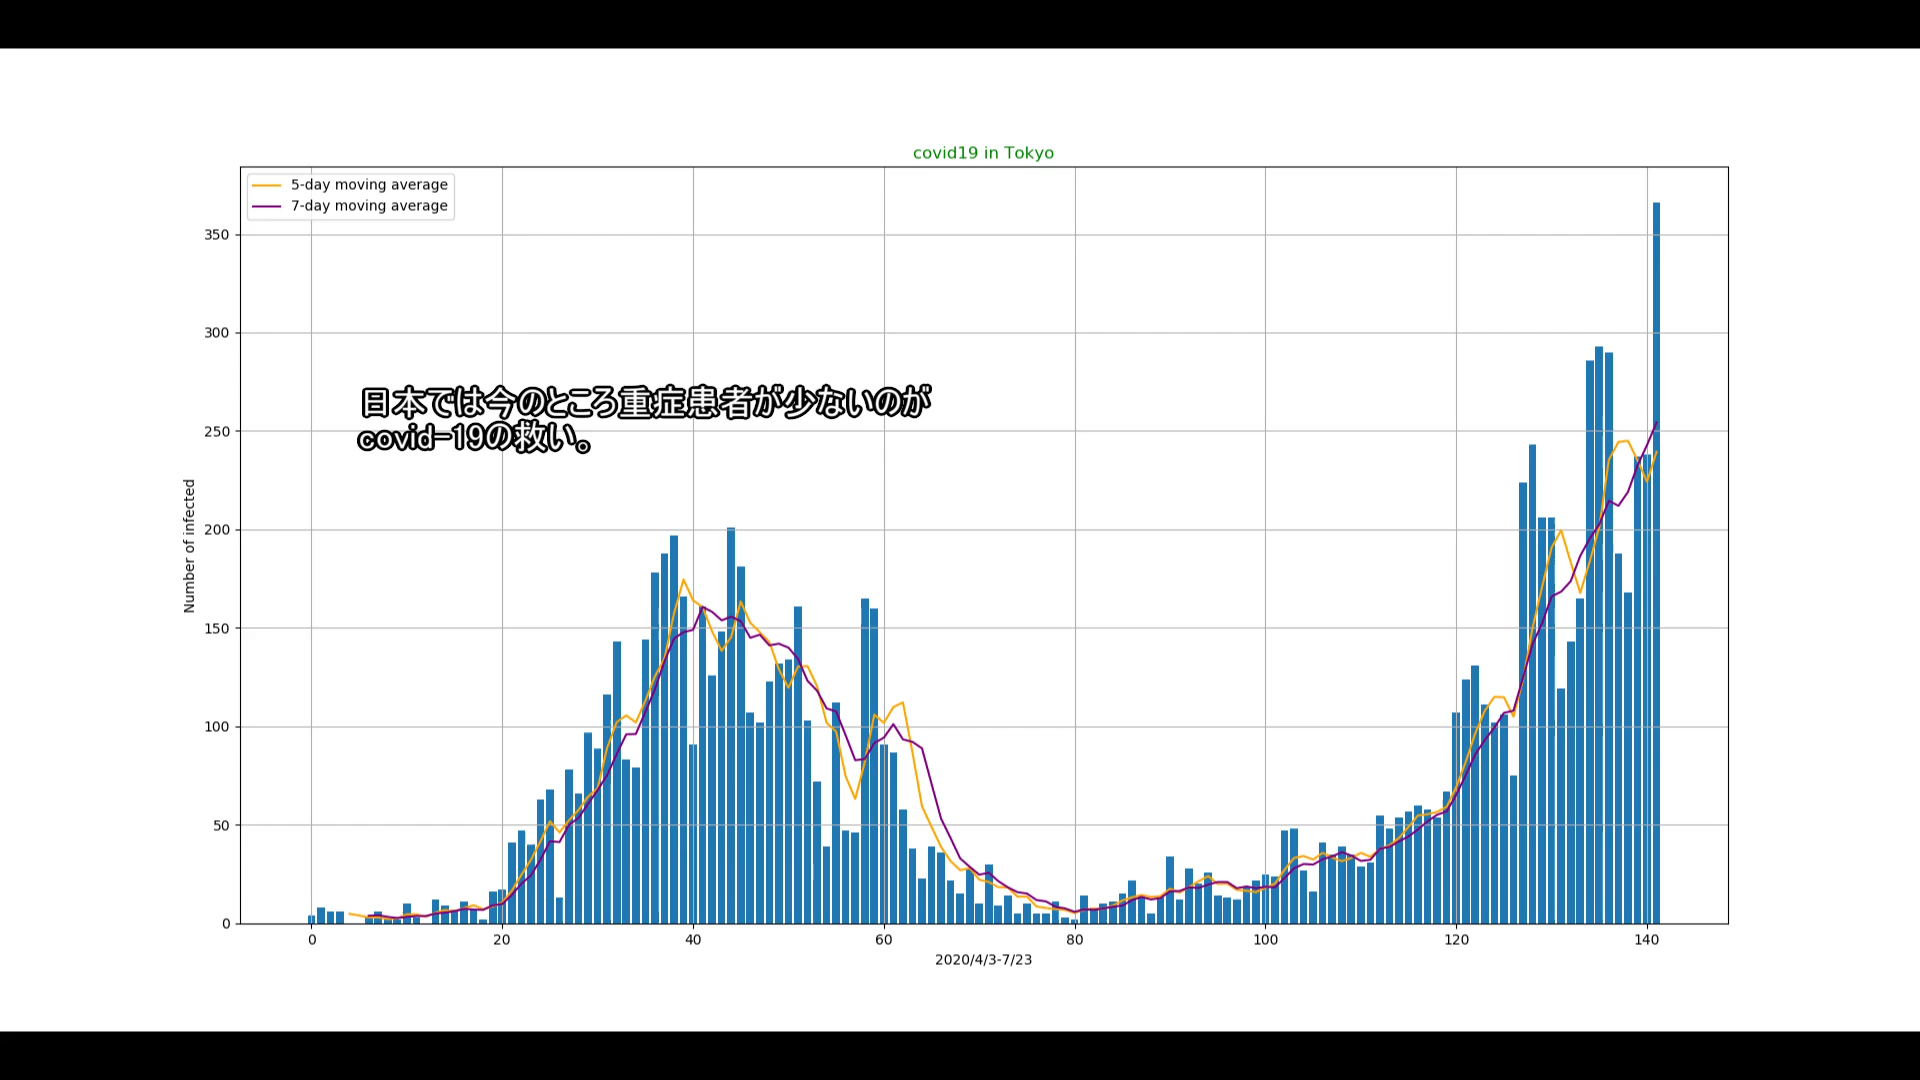 covid19 in Tokyo
5-day moving average
7-day moving average
350
300
250
200
150
100
50
0
Number of infected
日本では今のところ重症患者が少ないのが
covid-19の救い。
0 20 40 60 80 100 120 140
2020/4/3-7/23